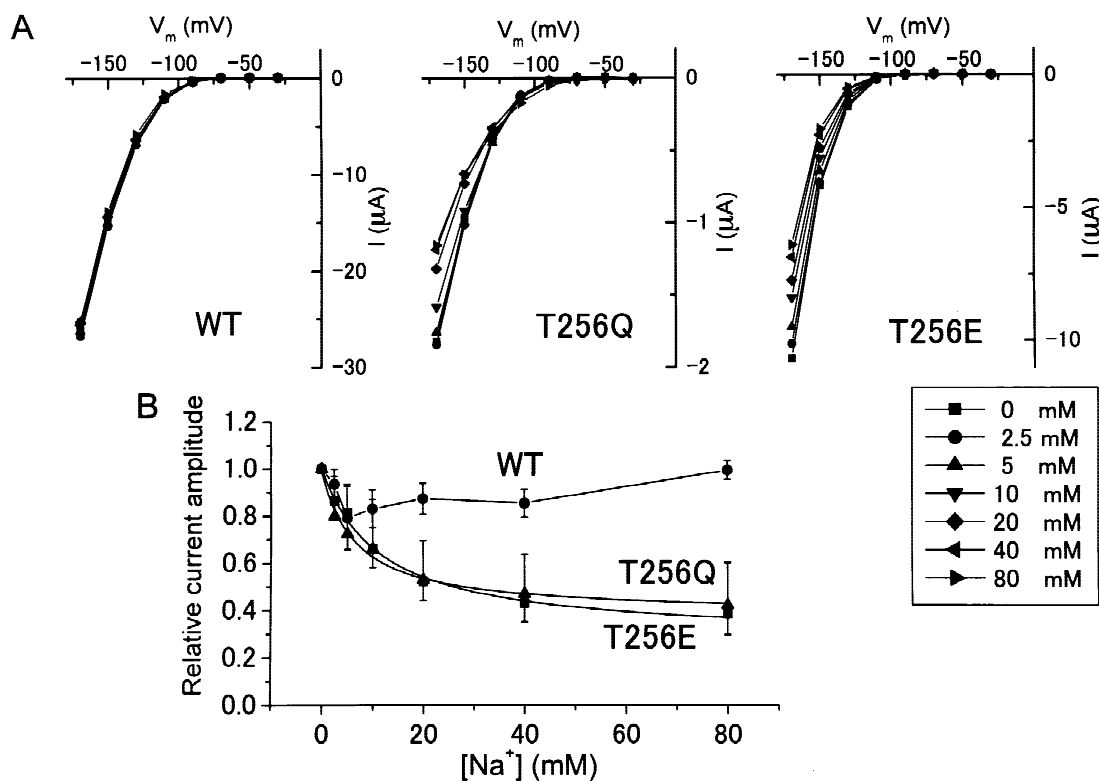 A
V_m (mV)
-150 -100 -50
0
-10
-20
-30
I (μA)
WT
V_m (mV)
-150 -100 -50
0
-1
-2
I (μA)
T256Q
V_m (mV)
-150 -100 -50
0
-5
-10
I (μA)
T256E
B
Relative current amplitude
1.2
1.0
0.8
0.6
0.4
0.2
0.0
WT
T256Q
T256E
0 20 40 60 80
[Na⁺] (mM)
0 mM
2.5 mM
5 mM
10 mM
20 mM
40 mM
80 mM